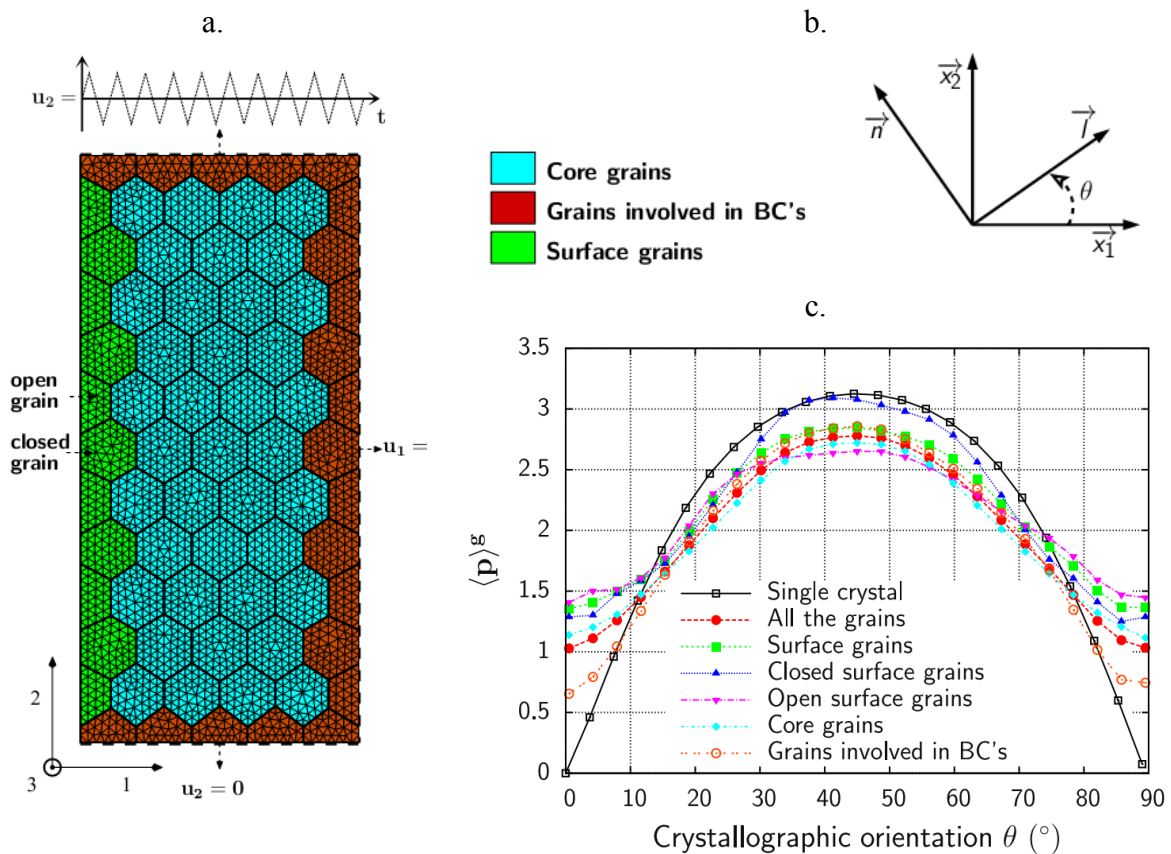 a.
u2 =
t
open
grain
closed
grain
u1 =
2
3
1
u2 = 0
Core grains
Grains involved in BC's
Surface grains
b.
x2
n
l
θ
x1
c.
3.5
3
2.5
2
1.5
1
0.5
0
⟨p⟩g
Single crystal
All the grains
Surface grains
Closed surface grains
Open surface grains
Core grains
Grains involved in BC's
0 10 20 30 40 50 60 70 80 90
Crystallographic orientation θ (°)